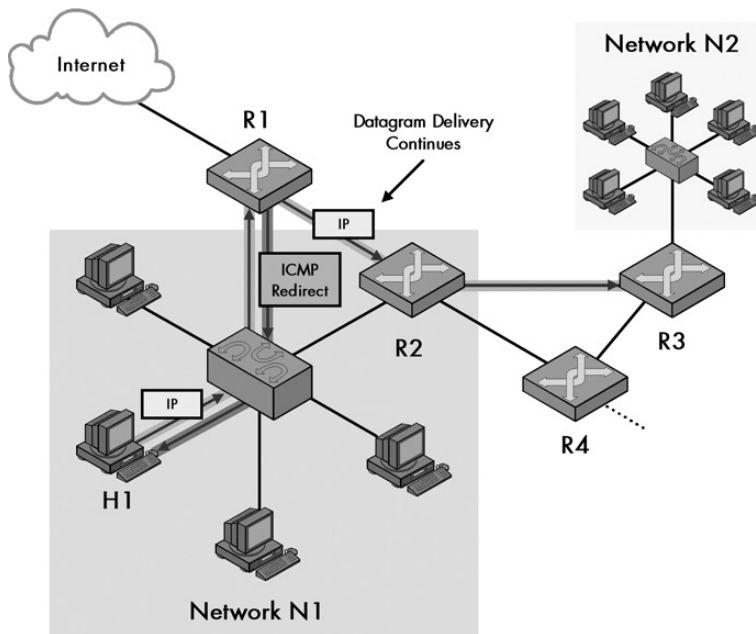 Internet
Network N2
R1
Datagram Delivery
Continues
IP
ICMP
Redirect
R2
R3
IP
R4
H1
Network N1